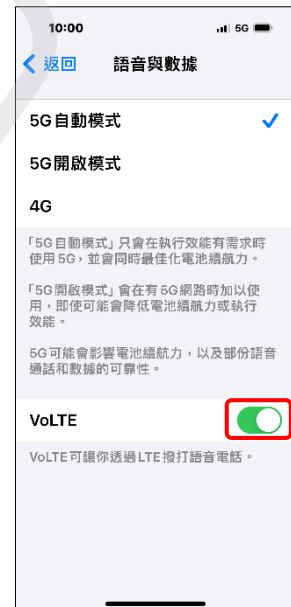 10:00
5G
返回
語音與數據
5G自動模式
5G開啟模式
4G
「5G自動模式」只會在執行效能有需求時
使用5G，並會同時最佳化電池續航力。
「5G開啟模式」會在有5G網路時加以使
用，即使可能會降低電池續航力或執行
效能。
5G可能會影響電池續航力，以及部份語音
通話和數據的可靠性。
VoLTE
VoLTE可讓你透過LTE撥打語音電話。